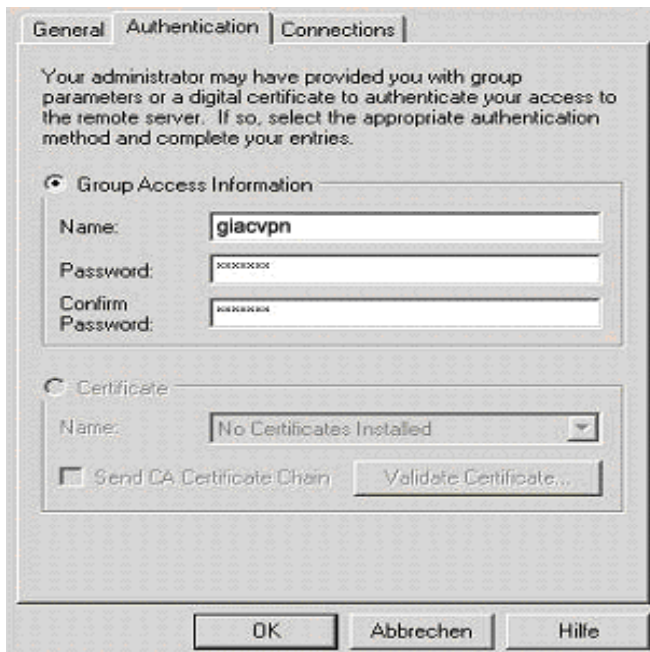 General Authentication Connections
Your administrator may have provided you with group
parameters or a digital certificate to authenticate your access to
the remote server. If so, select the appropriate authentication
method and complete your entries.
Group Access Information
Name: giacvpn
Password: *******
Confirm
Password: *******
Certificate
Name: No Certificates Installed
Send CA Certificate Chain Validate Certificate...
OK Abbrechen Hilfe